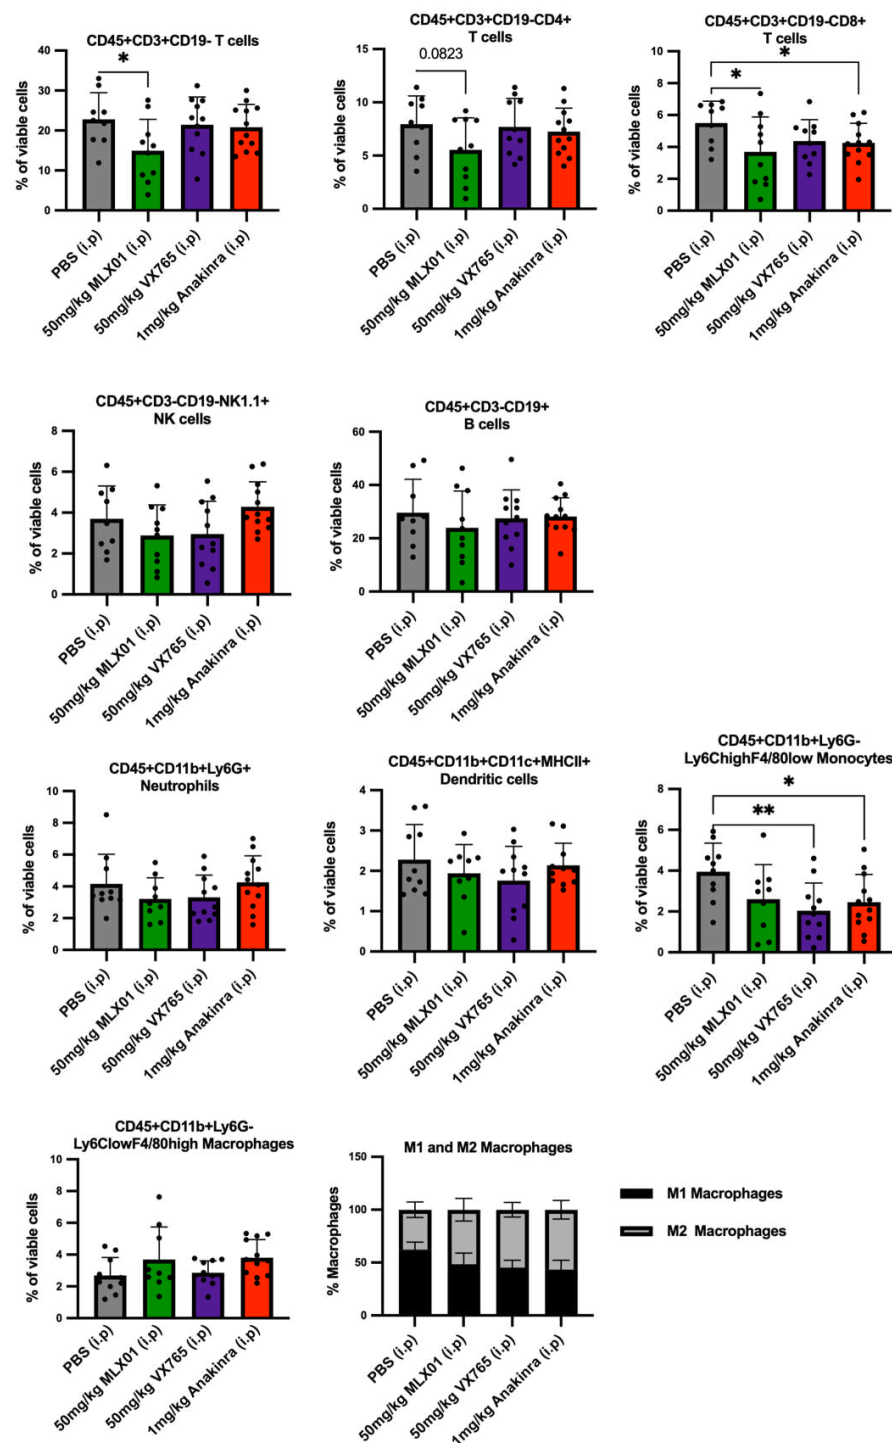 CD45+CD3+CD19- T cells
*
% of viable cells
40
30
20
10
0
PBS (i.p)
50mg/kg MLX01 (i.p)
50mg/kg VX765 (i.p)
1mg/kg Anakinra (i.p)
CD45+CD3+CD19-CD4+
T cells
0.0823
% of viable cells
15
10
5
0
PBS (i.p)
50mg/kg MLX01 (i.p)
50mg/kg VX765 (i.p)
1mg/kg Anakinra (i.p)
CD45+CD3+CD19-CD8+
T cells
*
*
% of viable cells
10
8
6
4
2
0
PBS (i.p)
50mg/kg MLX01 (i.p)
50mg/kg VX765 (i.p)
1mg/kg Anakinra (i.p)
CD45+CD3-CD19-NK1.1+
NK cells
% of viable cells
8
6
4
2
0
PBS (i.p)
50mg/kg MLX01 (i.p)
50mg/kg VX765 (i.p)
1mg/kg Anakinra (i.p)
CD45+CD3-CD19+
B cells
% of viable cells
60
40
20
0
PBS (i.p)
50mg/kg MLX01 (i.p)
50mg/kg VX765 (i.p)
1mg/kg Anakinra (i.p)
CD45+CD11b+Ly6G+
Neutrophils
% of viable cells
10
8
6
4
2
0
PBS (i.p)
50mg/kg MLX01 (i.p)
50mg/kg VX765 (i.p)
1mg/kg Anakinra (i.p)
CD45+CD11b+CD11c+MHCII+
Dendritic cells
% of viable cells
4
3
2
1
0
PBS (i.p)
50mg/kg MLX01 (i.p)
50mg/kg VX765 (i.p)
1mg/kg Anakinra (i.p)
CD45+CD11b+Ly6G-
Ly6ChighF4/80low Monocytes
*
**
% of viable cells
8
6
4
2
0
PBS (i.p)
50mg/kg MLX01 (i.p)
50mg/kg VX765 (i.p)
1mg/kg Anakinra (i.p)
CD45+CD11b+Ly6G-
Ly6ClowF4/80high Macrophages
% of viable cells
10
8
6
4
2
0
PBS (i.p)
50mg/kg MLX01 (i.p)
50mg/kg VX765 (i.p)
1mg/kg Anakinra (i.p)
M1 and M2 Macrophages
% Macrophages
150
100
50
0
PBS (i.p)
50mg/kg MLX01 (i.p)
50mg/kg VX765 (i.p)
1mg/kg Anakinra (i.p)
M1 Macrophages
M2 Macrophages